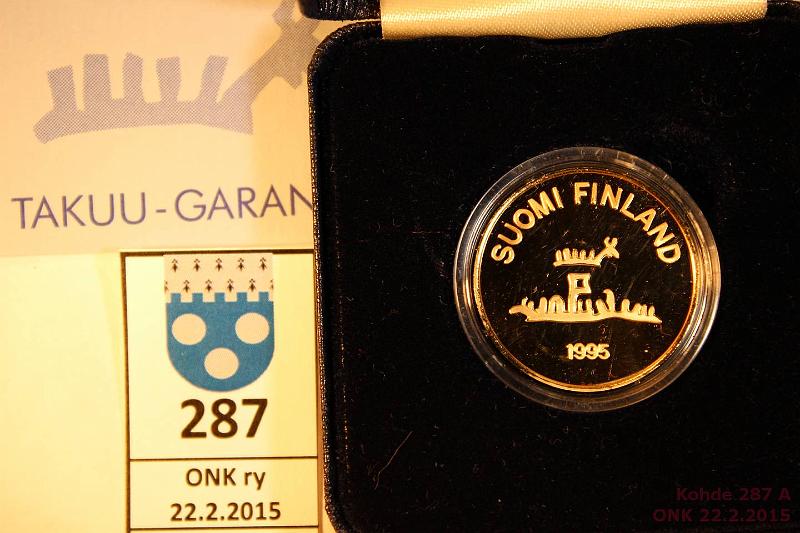 TAKUU-GARAN
287
ONK ry
22.2.2015
SUOMI FINLAND
1995
Kohde 287 A
ONK 22.2.2015